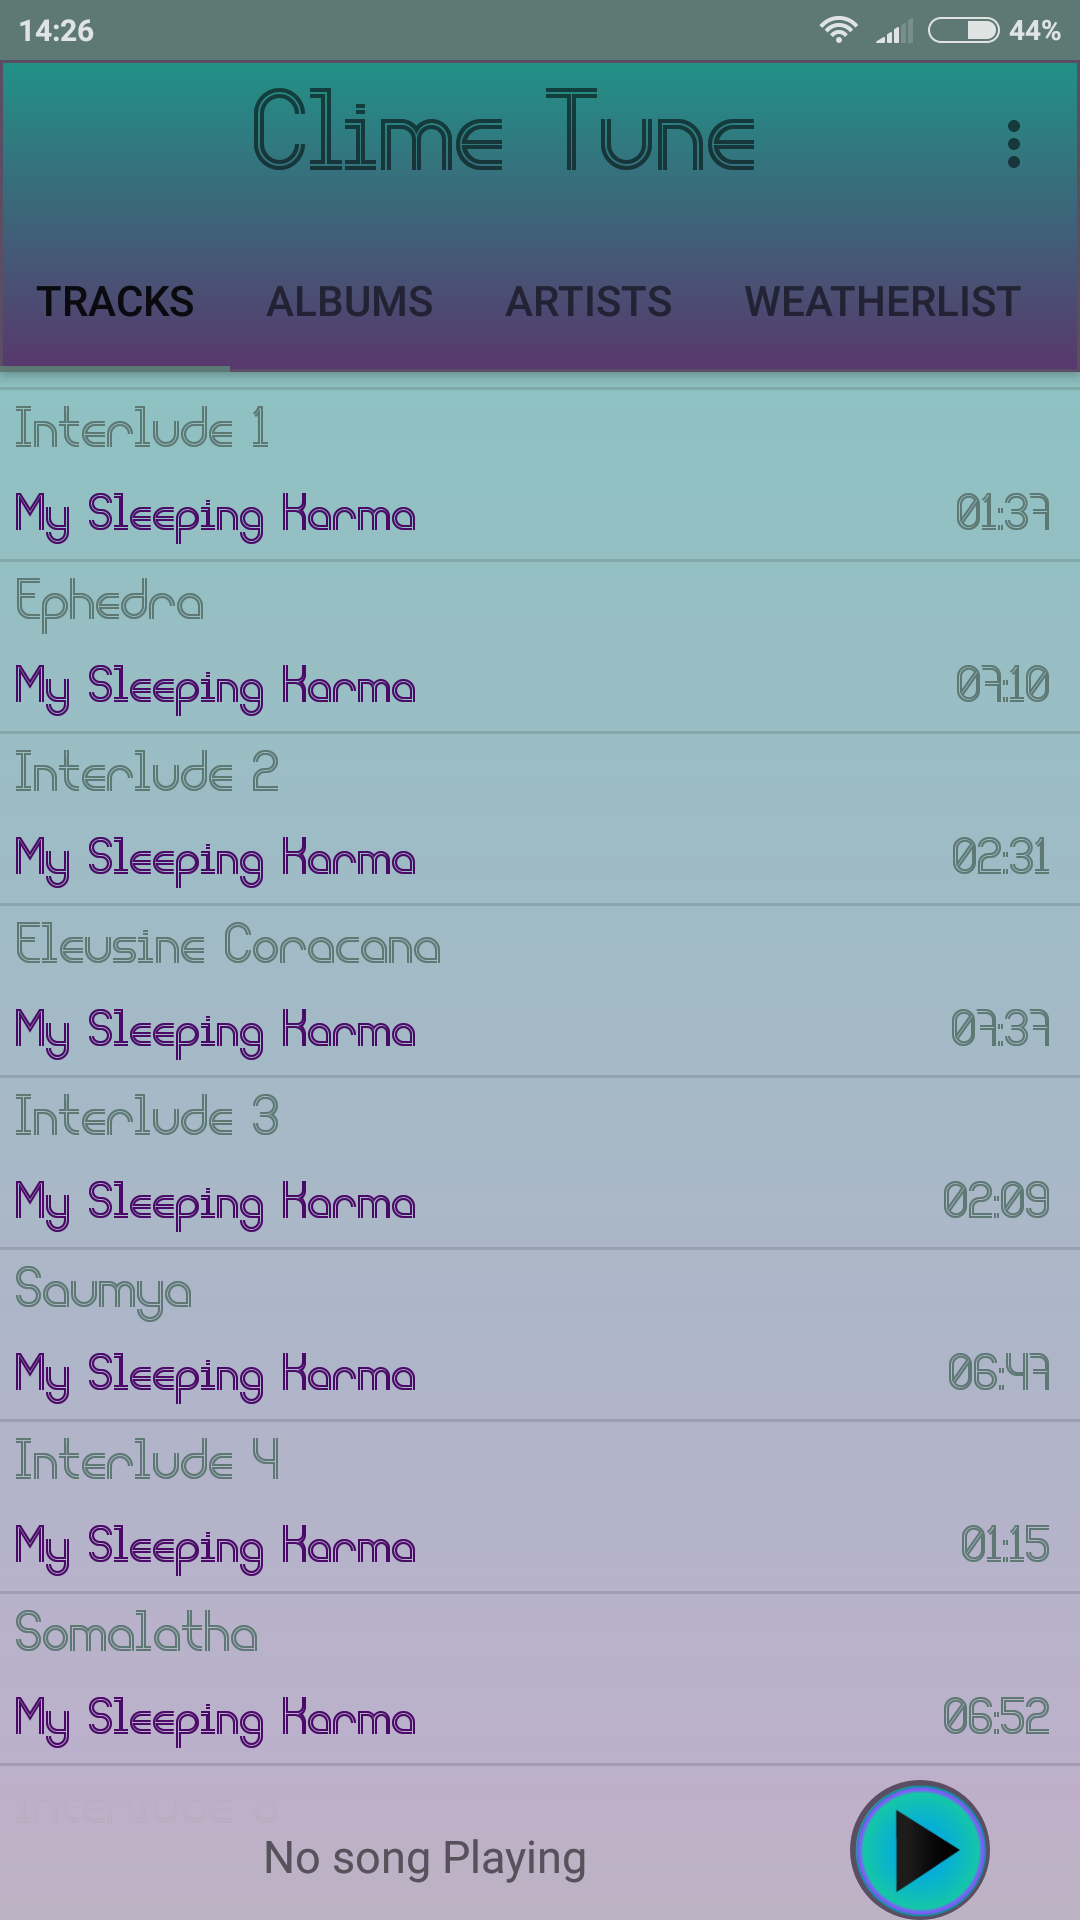 14:26 44%
Clime Tune
TRACKS ALBUMS ARTISTS WEATHERLIST
Interlude 1
My Sleeping Karma 01:37
Ephedra
My Sleeping Karma 07:10
Interlude 2
My Sleeping Karma 02:31
Eleusine Coracana
My Sleeping Karma 07:37
Interlude 3
My Sleeping Karma 02:09
Saumya
My Sleeping Karma 06:47
Interlude 4
My Sleeping Karma 01:15
Somalatha
My Sleeping Karma 06:52
Interlude 5
No song Playing